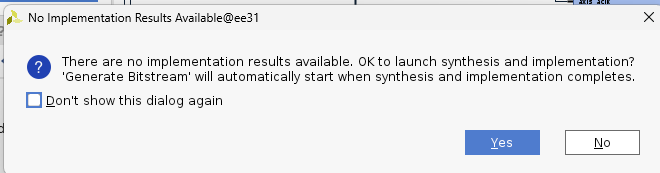 axis_aclk
No Implementation Results Available@ee31
There are no implementation results available. OK to launch synthesis and implementation?
'Generate Bitstream' will automatically start when synthesis and implementation completes.
Don't show this dialog again
Yes
No